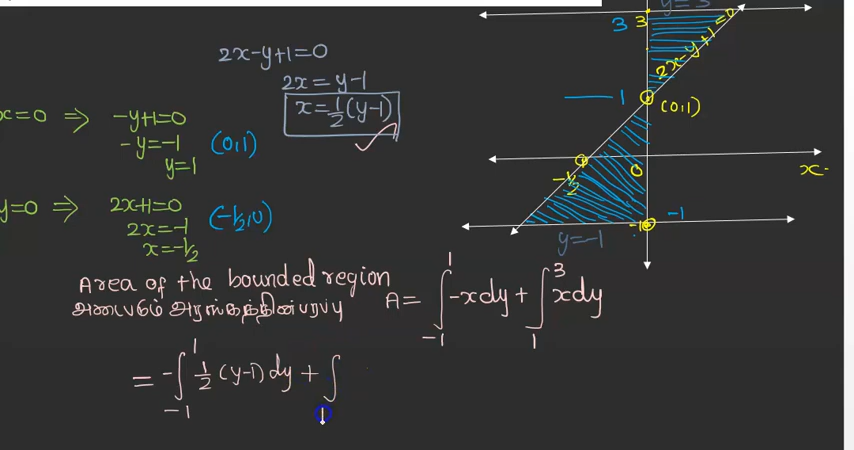 2x-y+1=0
2x = y-1
x = 1/2 (y-1)
x=0 ⇒ -y+1=0
-y=-1
y=1
(0,1)
y=0 ⇒ 2x+1=0
2x=-1
x=-1/2
(-1/2,0)
y=3
3 3
2x-y+1=0
1
(0,1)
-1/2
0
x-
-1
-1
y=-1
Area of the bounded region
A = ∫_{-1}^{1} -x dy + ∫_{1}^{3} x dy
= -∫_{-1}^{1} 1/2 (y-1) dy + ∫_{1}